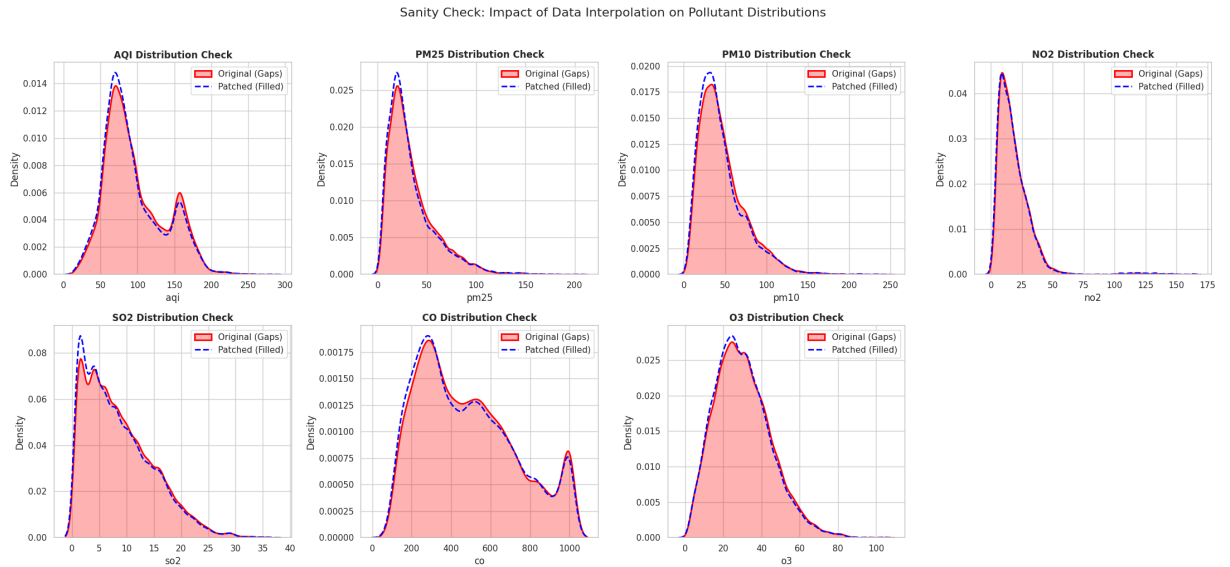 Sanity Check: Impact of Data Interpolation on Pollutant Distributions
AQI Distribution Check
Original (Gaps)
Patched (Filled)
Density
0.014
0.012
0.010
0.008
0.006
0.004
0.002
0.000
0 50 100 150 200 250 300
aqi
PM25 Distribution Check
Original (Gaps)
Patched (Filled)
Density
0.025
0.020
0.015
0.010
0.005
0.000
0 50 100 150 200
pm25
PM10 Distribution Check
Original (Gaps)
Patched (Filled)
Density
0.0200
0.0175
0.0150
0.0125
0.0100
0.0075
0.0050
0.0025
0.0000
0 50 100 150 200 250
pm10
NO2 Distribution Check
Original (Gaps)
Patched (Filled)
Density
0.04
0.03
0.02
0.01
0.00
0 25 50 75 100 125 150 175
no2
SO2 Distribution Check
Original (Gaps)
Patched (Filled)
Density
0.08
0.06
0.04
0.02
0.00
0 5 10 15 20 25 30 35 40
so2
CO Distribution Check
Original (Gaps)
Patched (Filled)
Density
0.00175
0.00150
0.00125
0.00100
0.00075
0.00050
0.00025
0.00000
0 200 400 600 800 1000
co
O3 Distribution Check
Original (Gaps)
Patched (Filled)
Density
0.025
0.020
0.015
0.010
0.005
0.000
0 20 40 60 80 100
o3